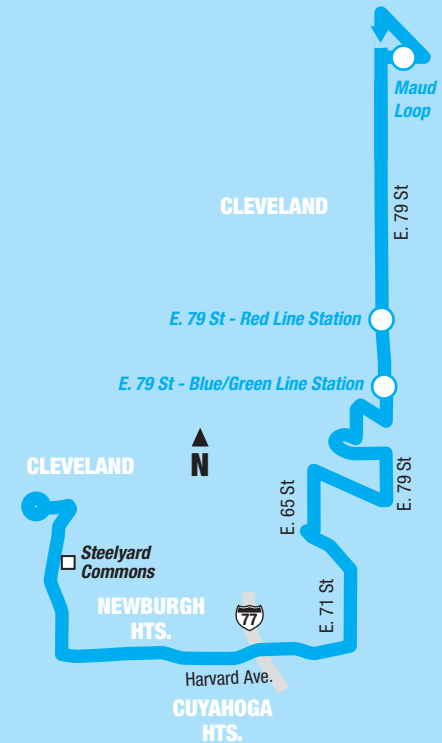 Maud
Loop
CLEVELAND
E. 79 St
E. 79 St - Red Line Station
E. 79 St - Blue/Green Line Station
N
CLEVELAND
E. 65 St
E. 79 St
Steelyard
Commons
E. 71 St
NEWBURGH
HTS.
77
Harvard Ave.
CUYAHOGA
HTS.